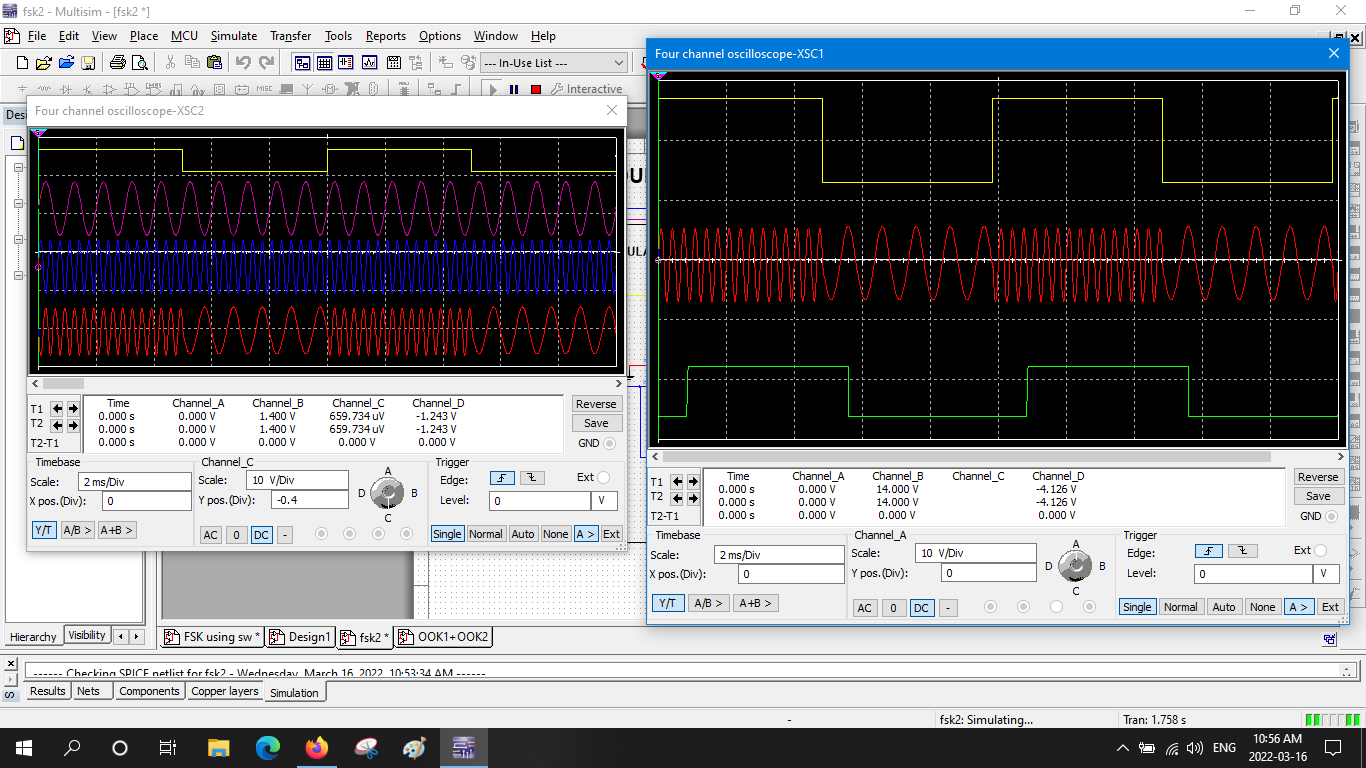 fsk2 - Multisim - [fsk2 *]
File Edit View Place MCU Simulate Transfer Tools Reports Options Window Help
--- In-Use List ---
MISC
Interactive
Four channel oscilloscope-XSC2
Four channel oscilloscope-XSC1
T1
T2
T2-T1
Time Channel_A Channel_B Channel_C Channel_D
0.000 s 0.000 V 1.400 V 659.734 uV -1.243 V
0.000 s 0.000 V 1.400 V 659.734 uV -1.243 V
0.000 s 0.000 V 0.000 V 0.000 V 0.000 V
Reverse
Save
GND
Timebase
Scale: 2 ms/Div
X pos.(Div): 0
Y/T A/B > A+B >
Channel_C
Scale: 10 V/Div
Y pos.(Div): -0.4
AC 0 DC -
A
D B
C
Trigger
Edge: Ext
Level: 0 V
Single Normal Auto None A > Ext
T1
T2
T2-T1
Time Channel_A Channel_B Channel_C Channel_D
0.000 s 0.000 V 14.000 V -4.126 V
0.000 s 0.000 V 14.000 V -4.126 V
0.000 s 0.000 V 0.000 V 0.000 V
Reverse
Save
GND
Timebase
Scale: 2 ms/Div
X pos.(Div): 0
Y/T A/B > A+B >
Channel_A
Scale: 10 V/Div
Y pos.(Div): 0
AC 0 DC -
A
D B
C
Trigger
Edge: Ext
Level: 0 V
Single Normal Auto None A > Ext
Hierarchy Visibility
FSK using sw * Design1 fsk2 * OOK1+OOK2
------ Checking SPICE netlist for fsk2 - Wednesday, March 16, 2022, 10:53:34 AM ------
Results Nets Components Copper layers Simulation
- fsk2: Simulating... Tran: 1.758 s
ENG
10:56 AM
2022-03-16